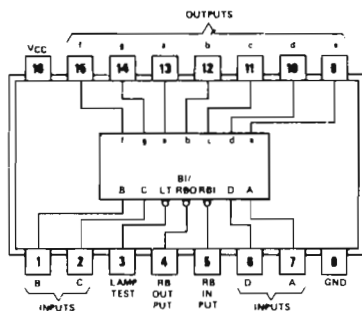 OUTPUTS
VCC f g a b c d e
16 15 14 13 12 11 10 9
f g a b c d e
BI/
B C LT RBO RBI D A
1 2 3 4 5 6 7 8
B C LAMP RB RB D A GND
TEST OUT IN
PUT PUT
INPUTS INPUTS